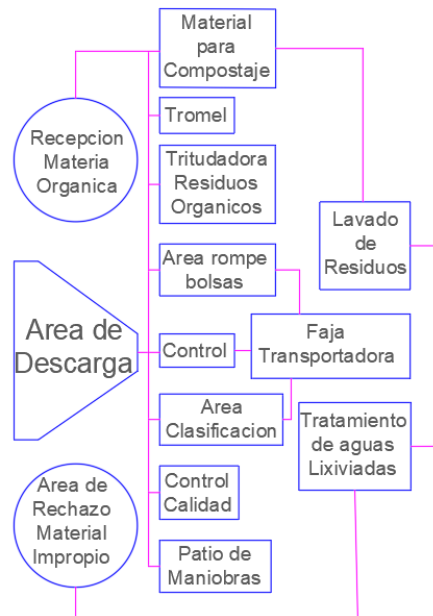 Material
para
Compostaje
Recepcion
Materia
Organica
Tromel
Tritudadora
Residuos
Organicos
Lavado
de
Residuos
Area rompe
bolsas
Area de
Descarga
Control
Faja
Transportadora
Area
Clasificacion
Tratamiento
de aguas
Lixiviadas
Area de
Rechazo
Material
Impropio
Control
Calidad
Patio de
Maniobras